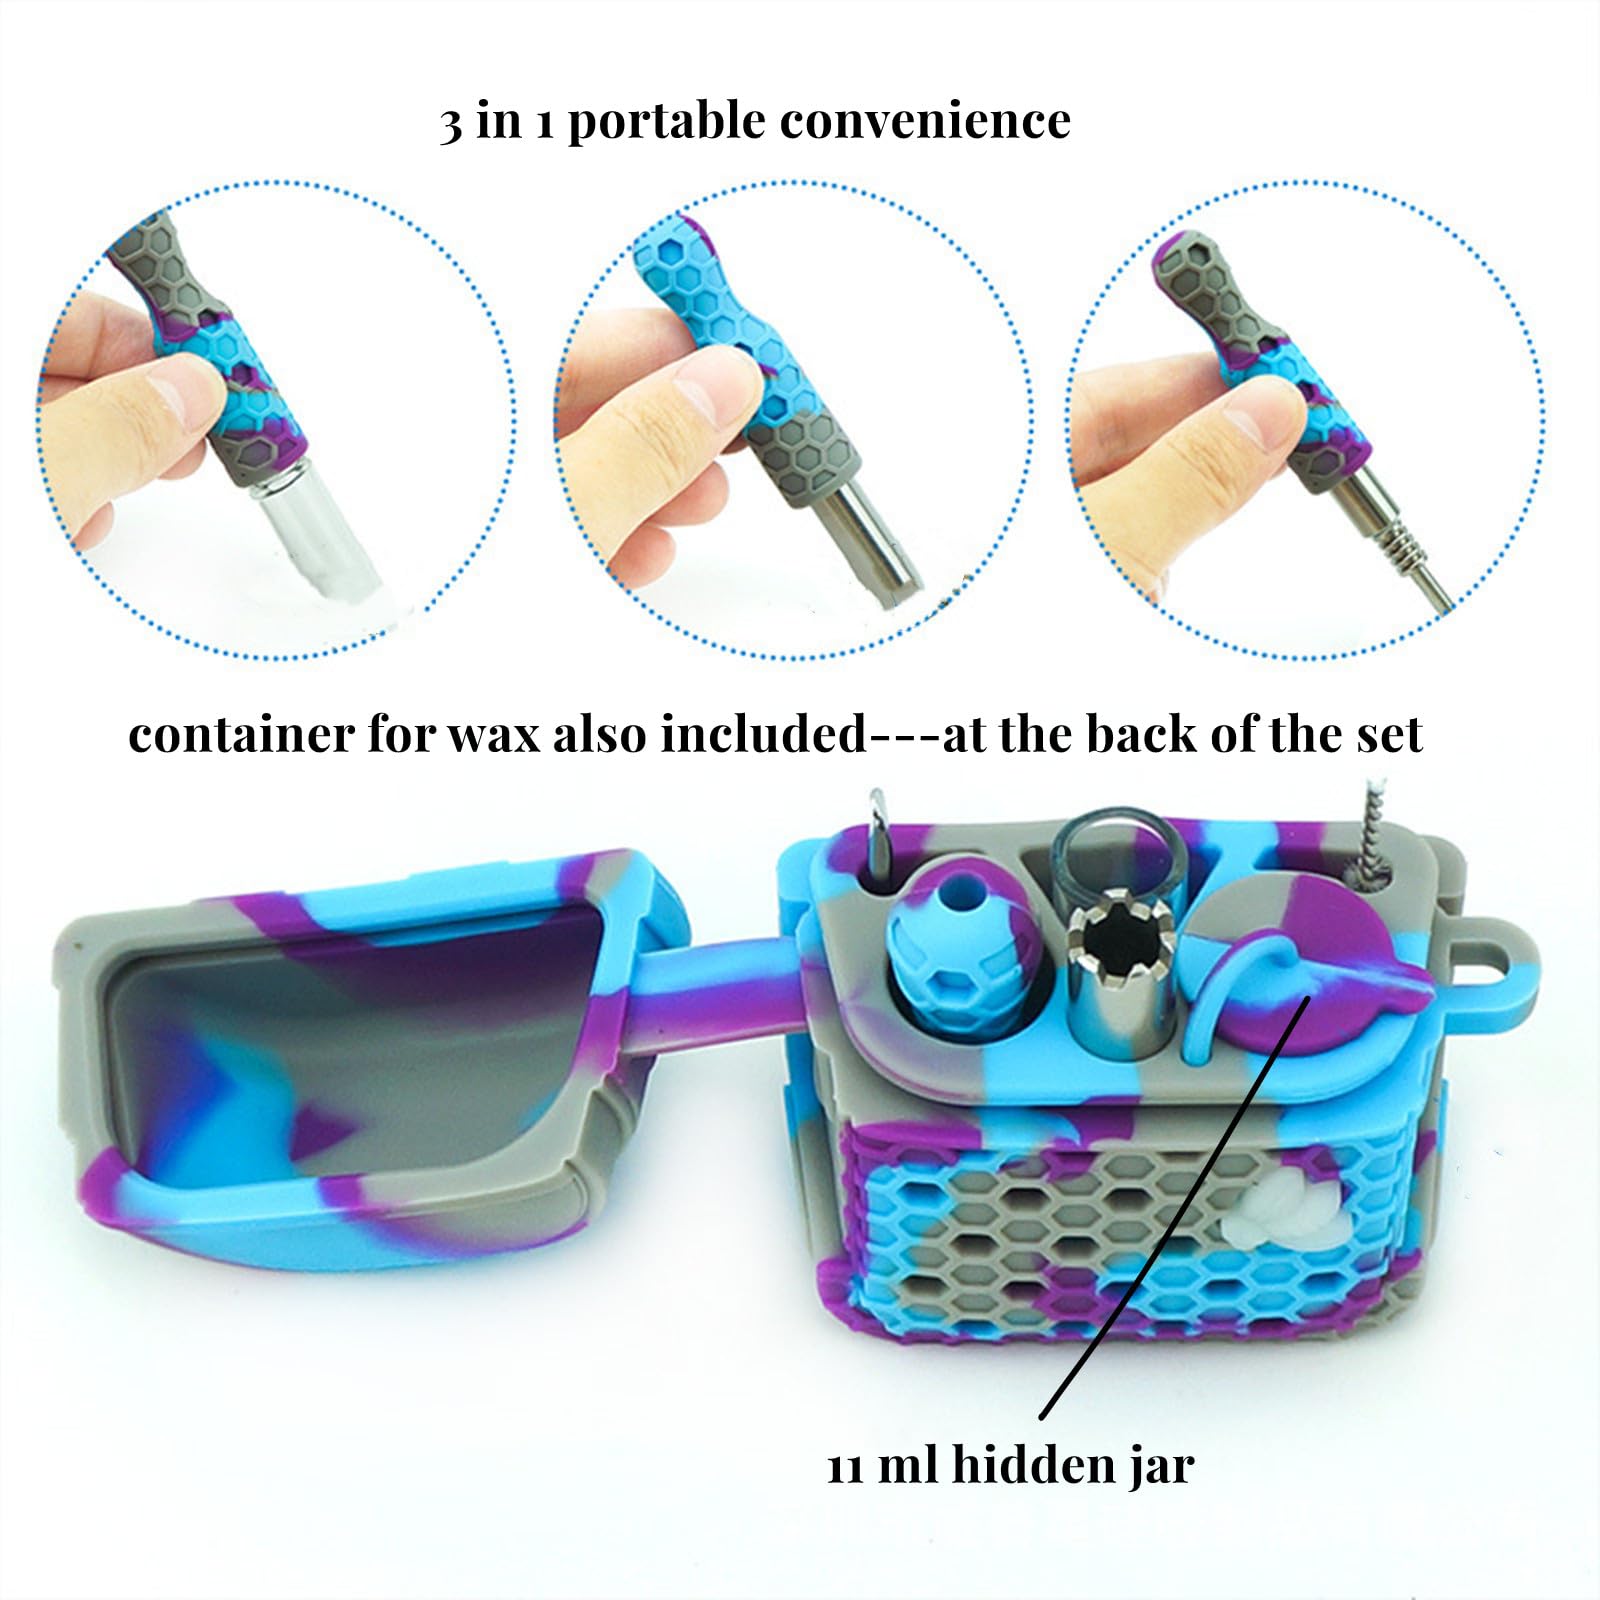 3 in 1 portable convenience
container for wax also included---at the back of the set
11 ml hidden jar